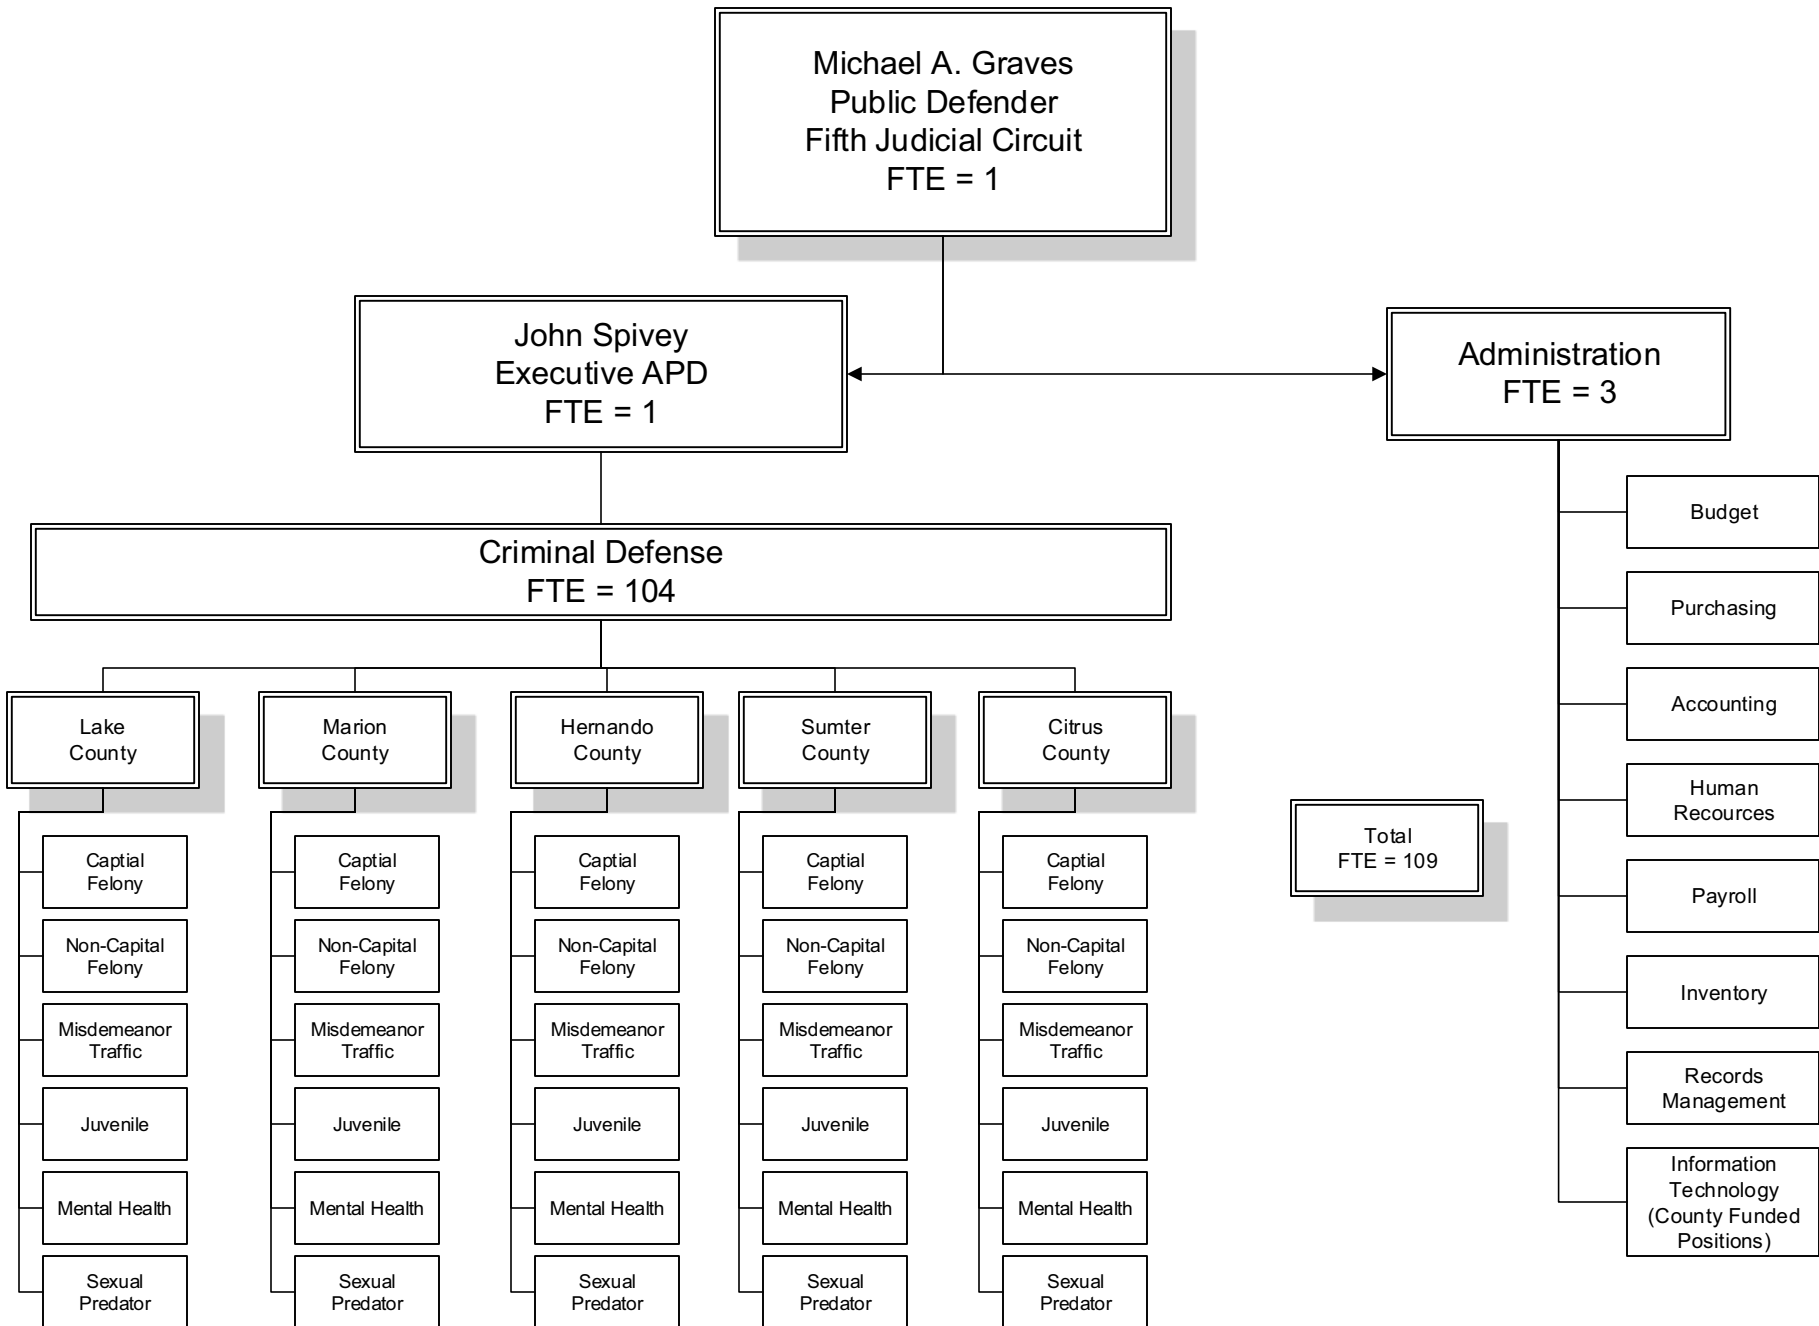 Michael A. Graves
Public Defender
Fifth Judicial Circuit
FTE = 1
John Spivey
Executive APD
FTE = 1
Administration
FTE = 3
Criminal Defense
FTE = 104
Lake
County
Captial
Felony
Non-Capital
Felony
Misdemeanor
Traffic
Juvenile
Mental Health
Sexual
Predator
Marion
County
Captial
Felony
Non-Capital
Felony
Misdemeanor
Traffic
Juvenile
Mental Health
Sexual
Predator
Hernando
County
Captial
Felony
Non-Capital
Felony
Misdemeanor
Traffic
Juvenile
Mental Health
Sexual
Predator
Sumter
County
Captial
Felony
Non-Capital
Felony
Misdemeanor
Traffic
Juvenile
Mental Health
Sexual
Predator
Citrus
County
Captial
Felony
Non-Capital
Felony
Misdemeanor
Traffic
Juvenile
Mental Health
Sexual
Predator
Total
FTE = 109
Budget
Purchasing
Accounting
Human
Recources
Payroll
Inventory
Records
Management
Information
Technology
(County Funded
Positions)